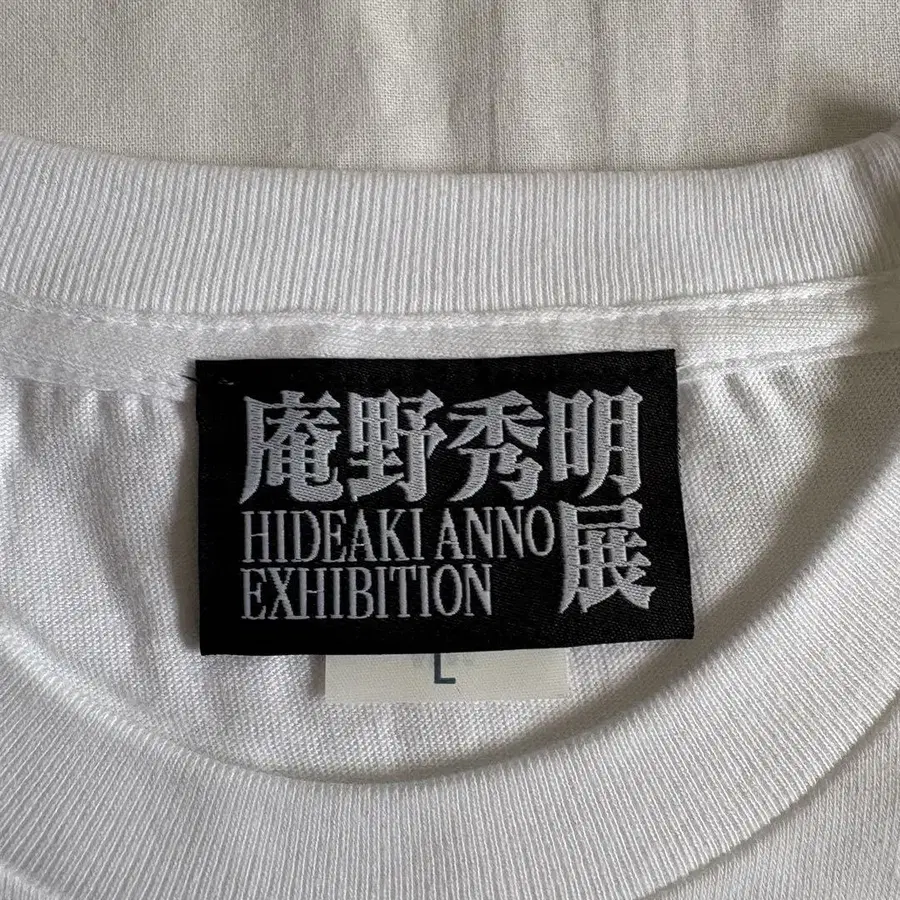 庵野秀明
展
HIDEAKI ANNO
EXHIBITION
L